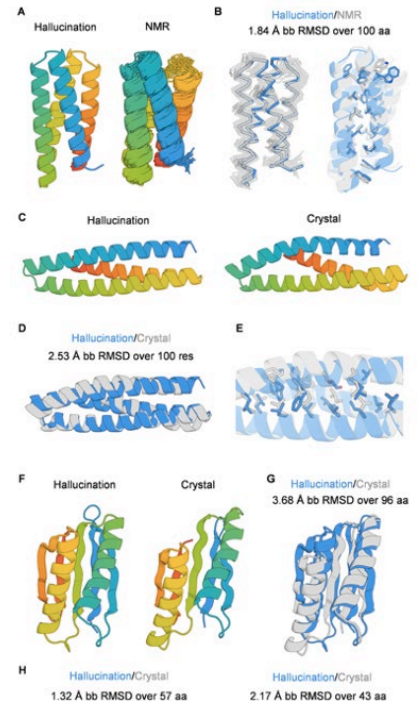 A
Hallucination NMR
B
Hallucination/NMR
1.84 Å bb RMSD over 100 aa
C
Hallucination Crystal
D
Hallucination/Crystal
2.53 Å bb RMSD over 100 res
E
F
Hallucination Crystal
G
Hallucination/Crystal
3.68 Å bb RMSD over 96 aa
H
Hallucination/Crystal Hallucination/Crystal
1.32 Å bb RMSD over 57 aa 2.17 Å bb RMSD over 43 aa